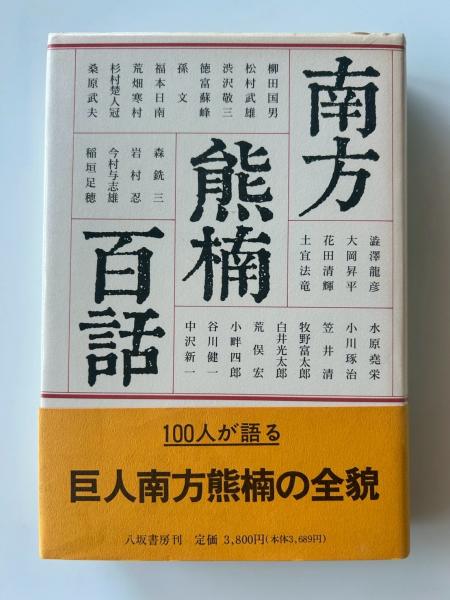 南方
熊楠
百話
柳田国男
松村武雄
渋沢敬三
徳富蘇峰
孫文
福本日南
荒畑寒村
杉村楚人冠
桑原武夫
森銑三
岩村忍
今村与志雄
稲垣足穂
澁澤龍彦
大岡昇平
花田清輝
土宜法竜
水原堯栄
小川琢治
笠井清
牧野富太郎
白井光太郎
荒俣宏
小畔四郎
谷川健一
中沢新一
100人が語る
巨人南方熊楠の全貌
八坂書房刊 定価 3,800円(本体3,689円)